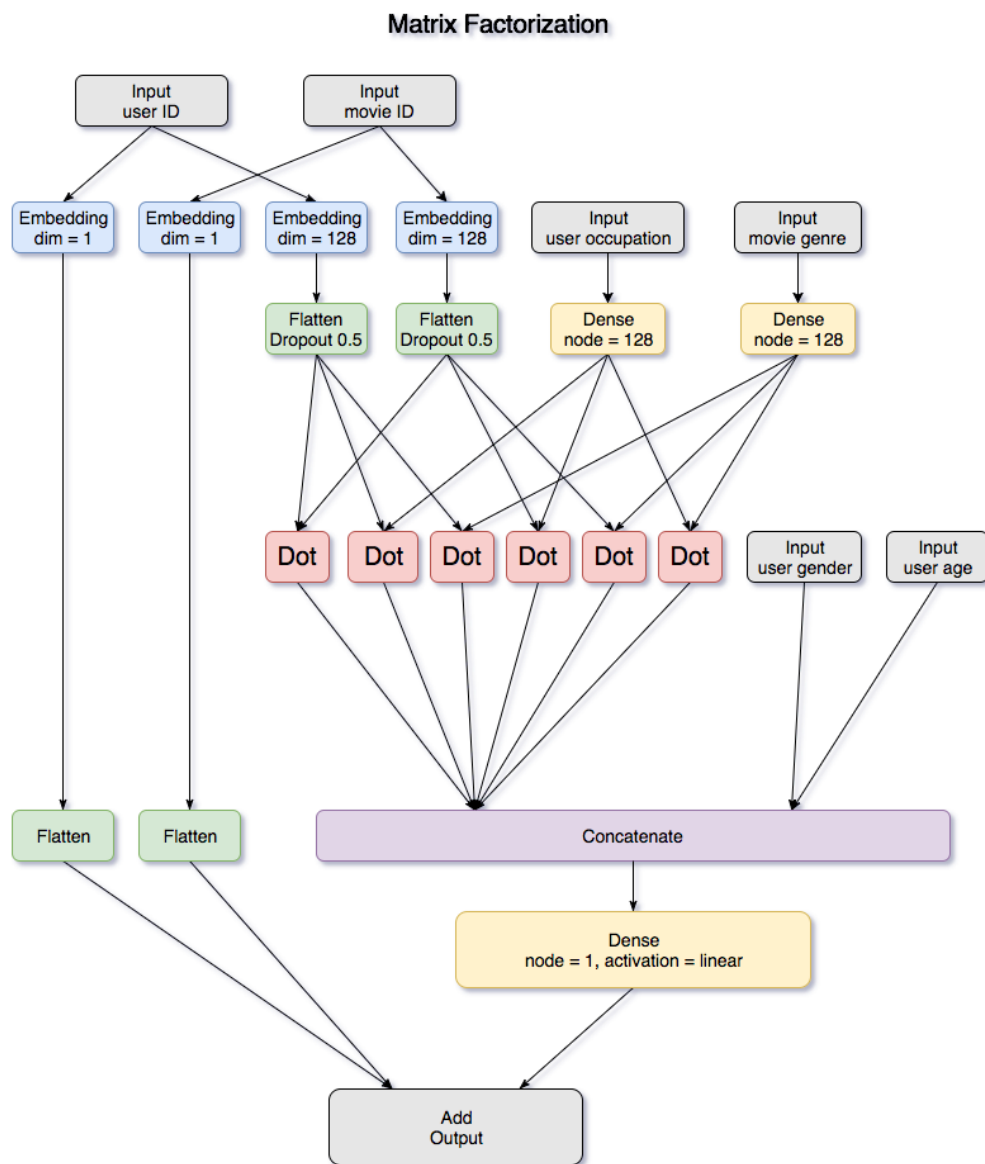 Matrix Factorization
Input
user ID
Input
movie ID
Embedding
dim = 1
Embedding
dim = 1
Embedding
dim = 128
Embedding
dim = 128
Input
user occupation
Input
movie genre
Flatten
Dropout 0.5
Flatten
Dropout 0.5
Dense
node = 128
Dense
node = 128
Dot
Dot
Dot
Dot
Dot
Dot
Input
user gender
Input
user age
Flatten
Flatten
Concatenate
Dense
node = 1, activation = linear
Add
Output